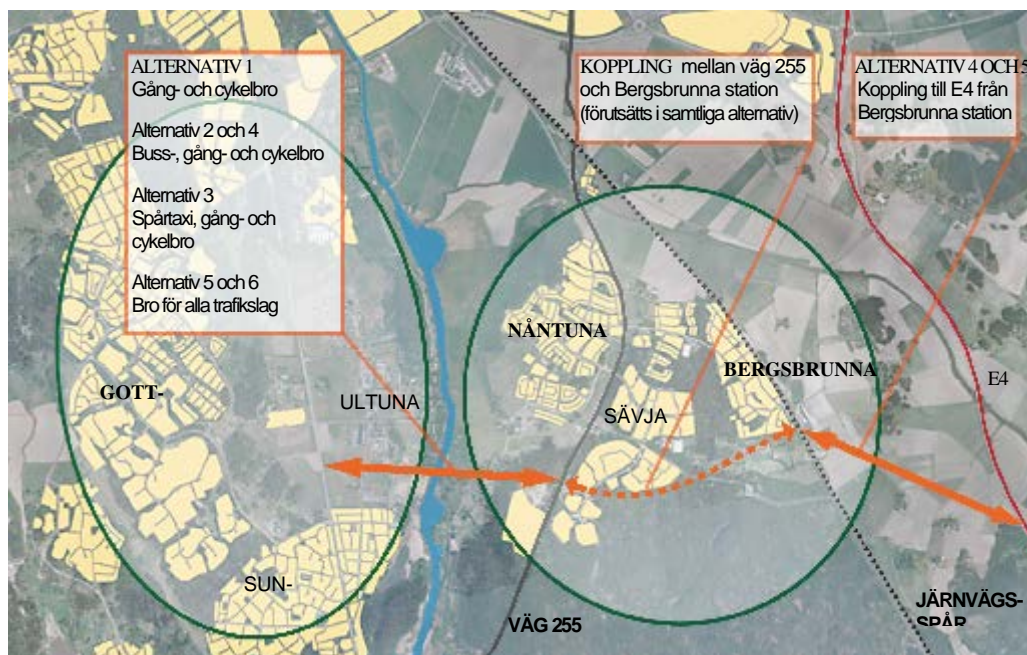 ALTERNATIV 1
Gång- och cykelbro
Alternativ 2 och 4
Buss-, gång- och cykelbro
Alternativ 3
Spårtaxi, gång- och
cykelbro
Alternativ 5 och 6
Bro för alla trafikslag
KOPPLING mellan väg 255
och Bergsbrunna station
(förutsätts i samtliga alternativ)
ALTERNATIV 4 OCH 5
Koppling till E4 från
Bergsbrunna station
NÅNTUNA
BERGSBRUNNA
E4
GOTT-
ULTUNA
SÄVJA
SUN-
VÄG 255
JÄRNVÄGS-
SPÅR